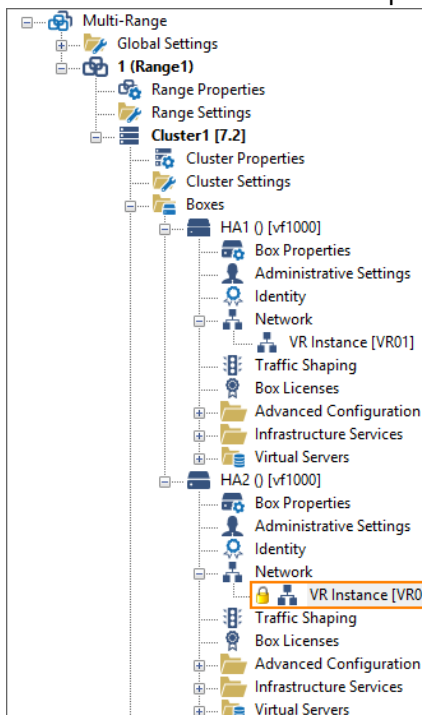 Multi-Range
Global Settings
1 (Range1)
Range Properties
Range Settings
Cluster1 [7.2]
Cluster Properties
Cluster Settings
Boxes
HA1 () [vf1000]
Box Properties
Administrative Settings
Identity
Network
VR Instance [VR01]
Traffic Shaping
Box Licenses
Advanced Configuration
Infrastructure Services
Virtual Servers
HA2 () [vf1000]
Box Properties
Administrative Settings
Identity
Network
VR Instance [VR0
Traffic Shaping
Box Licenses
Advanced Configuration
Infrastructure Services
Virtual Servers